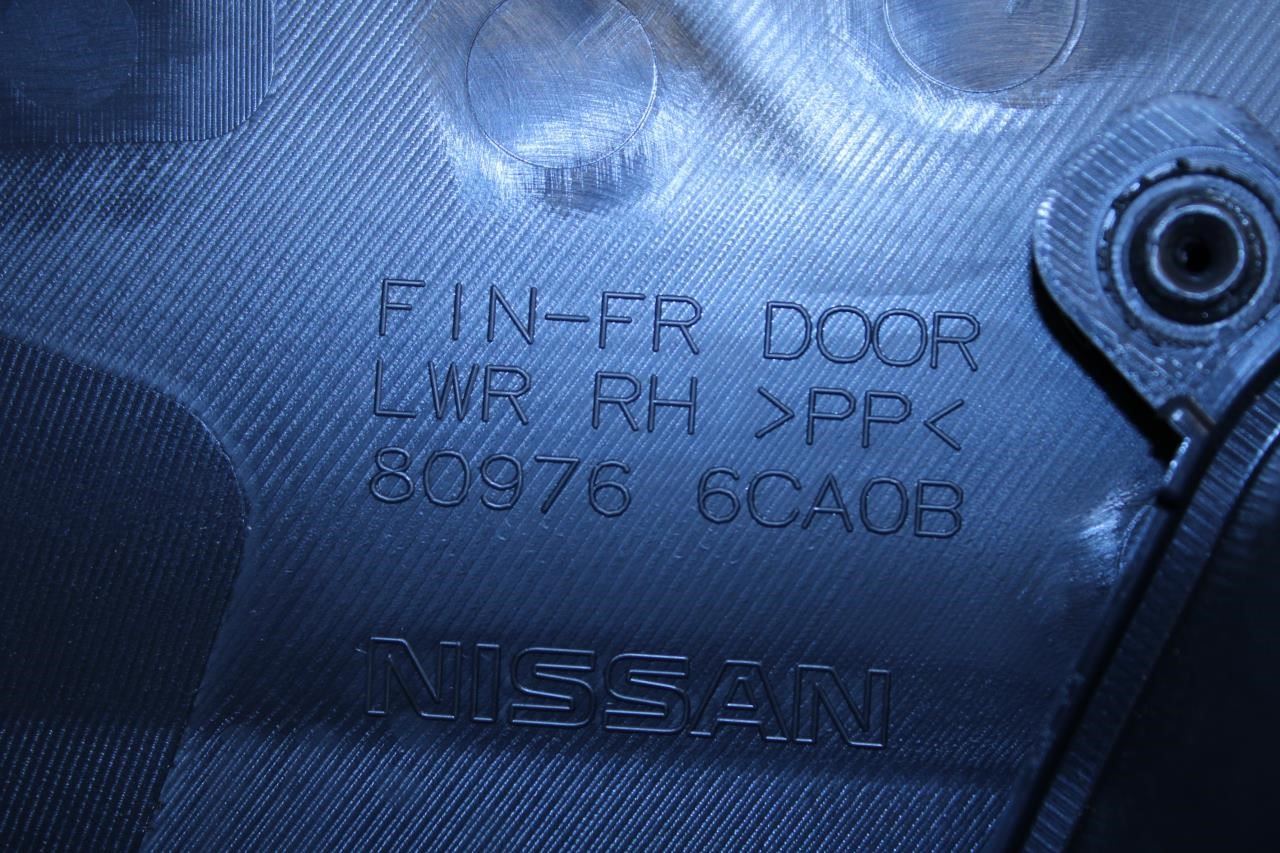 FIN-FR DOOR
LWR RH >PP<
80976 6CA0B
NISSAN